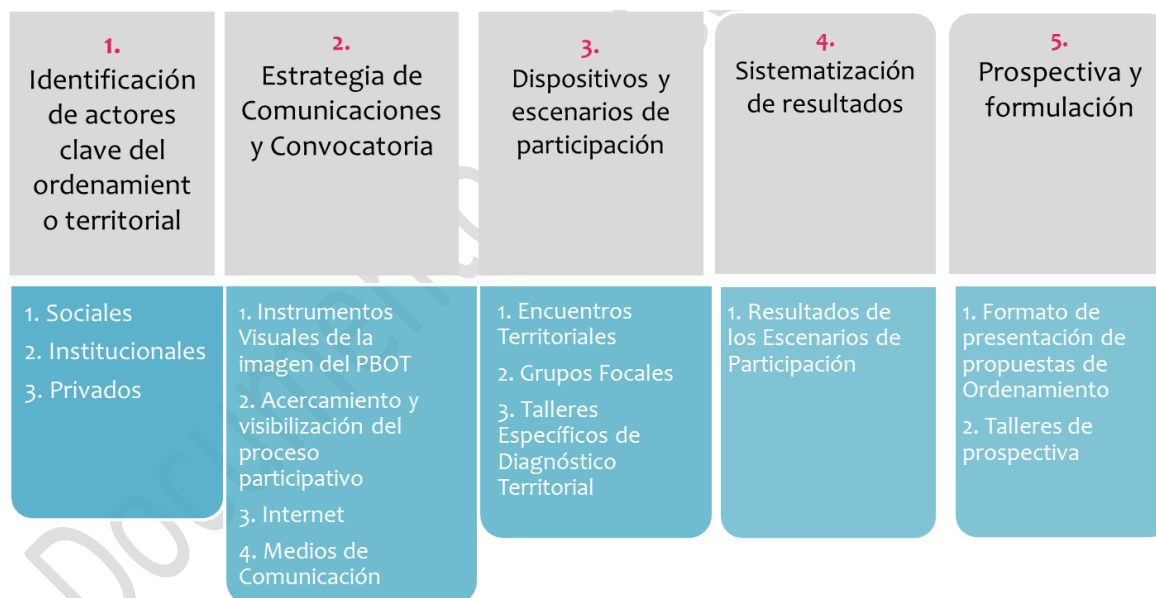 1.
Identificación
de actores
clave del
ordenamient
o territorial
2.
Estrategia de
Comunicaciones
y Convocatoria
3.
Dispositivos y
escenarios de
participación
4.
Sistematización
de resultados
5.
Prospectiva y
formulación
1. Sociales
2. Institucionales
3. Privados
1. Instrumentos
Visuales de la
imagen del PBOT
2. Acercamiento y
visibilización del
proceso
participativo
3. Internet
4. Medios de
Comunicación
1. Encuentros
Territoriales
2. Grupos Focales
3. Talleres
Específicos de
Diagnóstico
Territorial
1. Resultados de
los Escenarios de
Participación
1. Formato de
presentación de
propuestas de
Ordenamiento
2. Talleres de
prospectiva